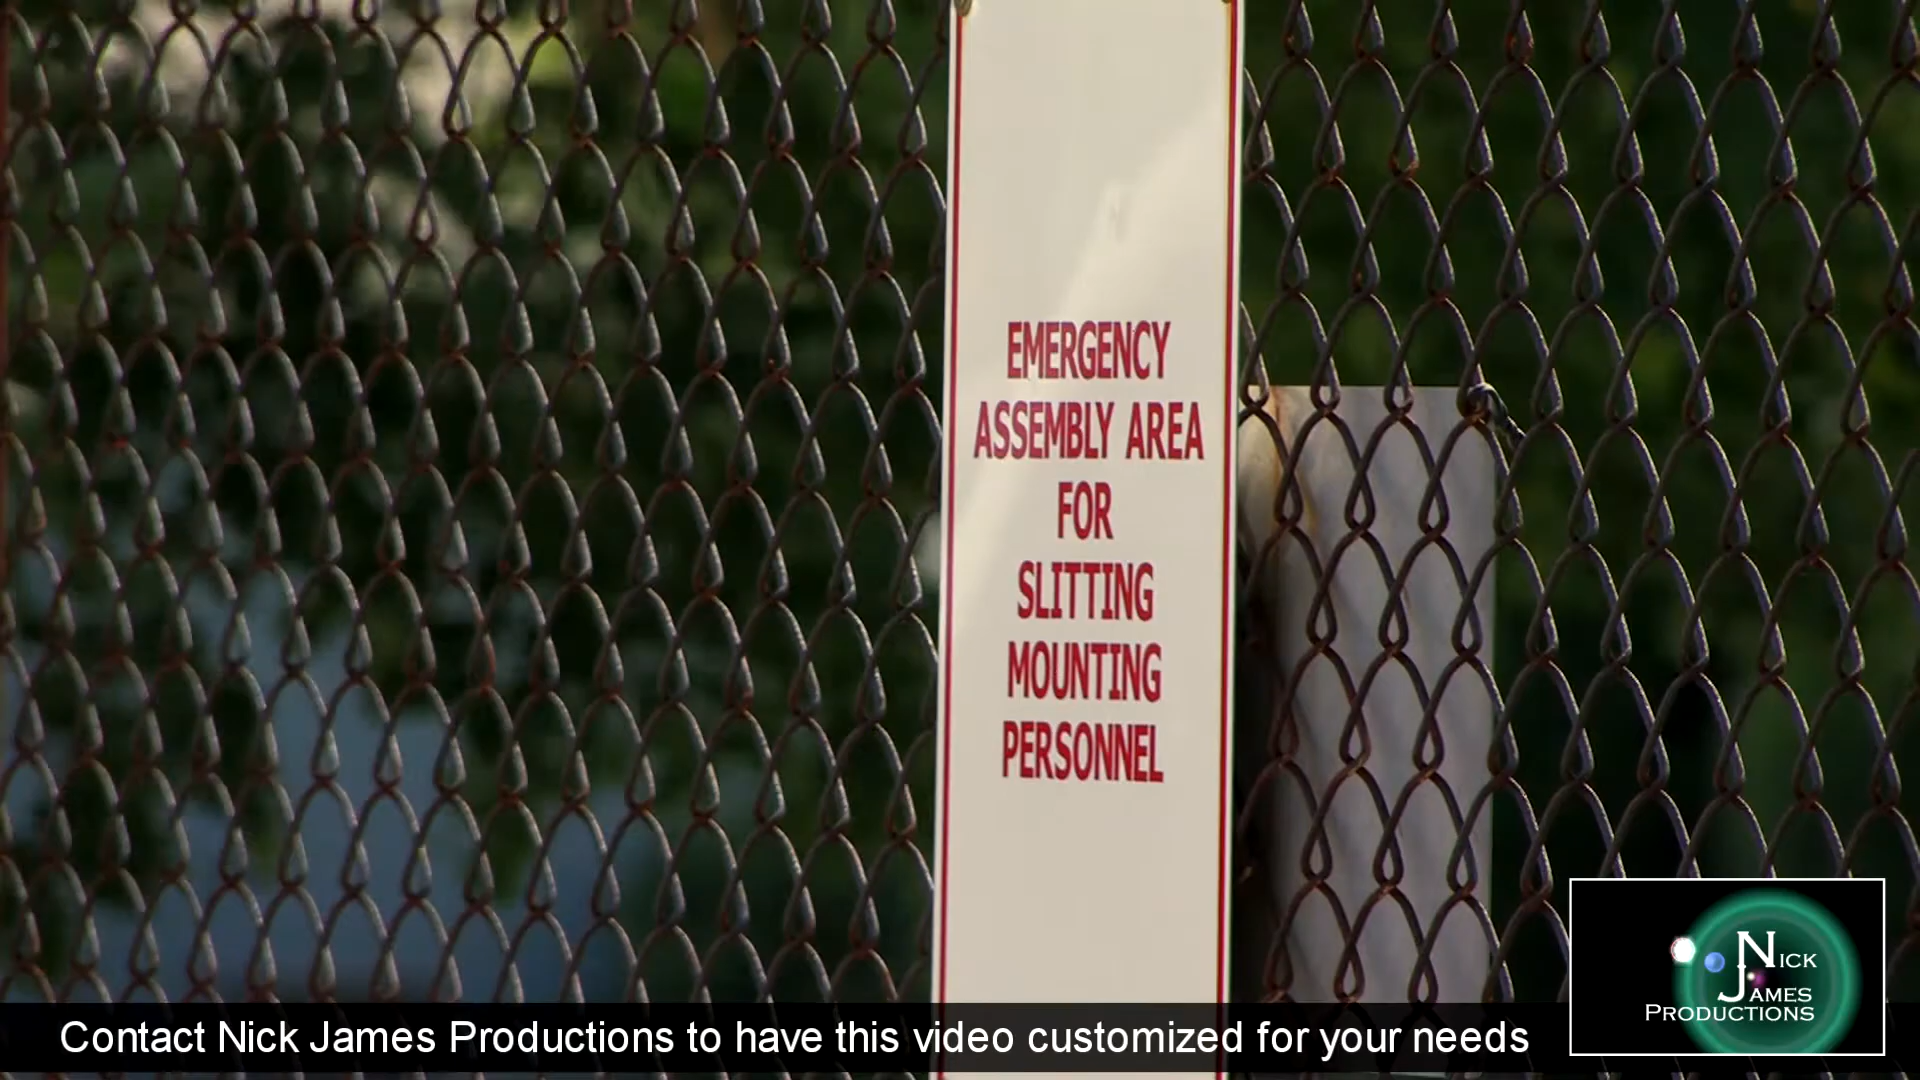 EMERGENCY
ASSEMBLY AREA
FOR
SLITTING
MOUNTING
PERSONNEL
Contact Nick James Productions to have this video customized for your needs
NICK
JAMES
PRODUCTIONS